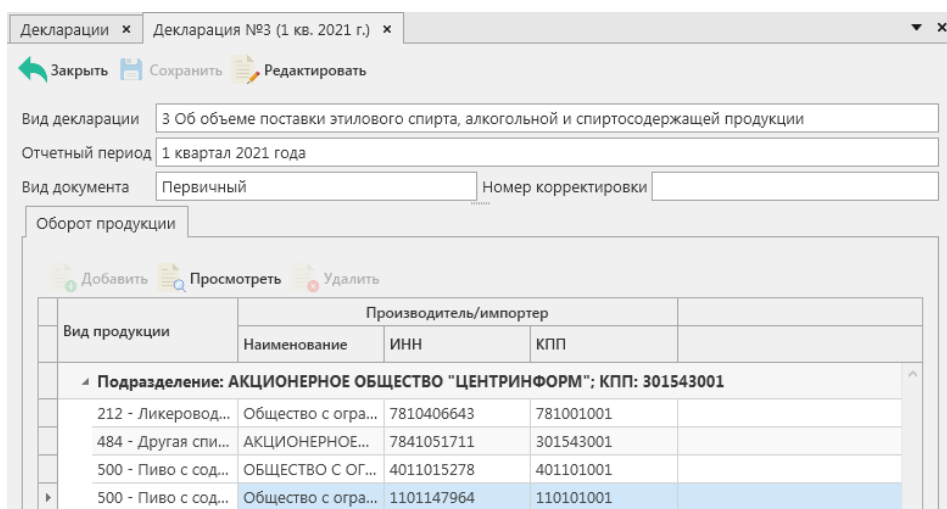 Декларации × Декларация №3 (1 кв. 2021 г.) ×
Закрыть Сохранить Редактировать
Вид декларации 3 Об объеме поставки этилового спирта, алкогольной и спиртосодержащей продукции
Отчетный период 1 квартал 2021 года
Вид документа Первичный Номер корректировки
Оборот продукции
Добавить Просмотреть Удалить
Вид продукции Производитель/импортер
Наименование ИНН КПП
Подразделение: АКЦИОНЕРНОЕ ОБЩЕСТВО "ЦЕНТРИНФОРМ"; КПП: 301543001
212 - Ликеровод... Общество с огра... 7810406643 781001001
484 - Другая спи... АКЦИОНЕРНОЕ... 7841051711 301543001
500 - Пиво с сод... ОБЩЕСТВО С ОГ... 4011015278 401101001
500 - Пиво с сод... Общество с огра... 1101147964 110101001